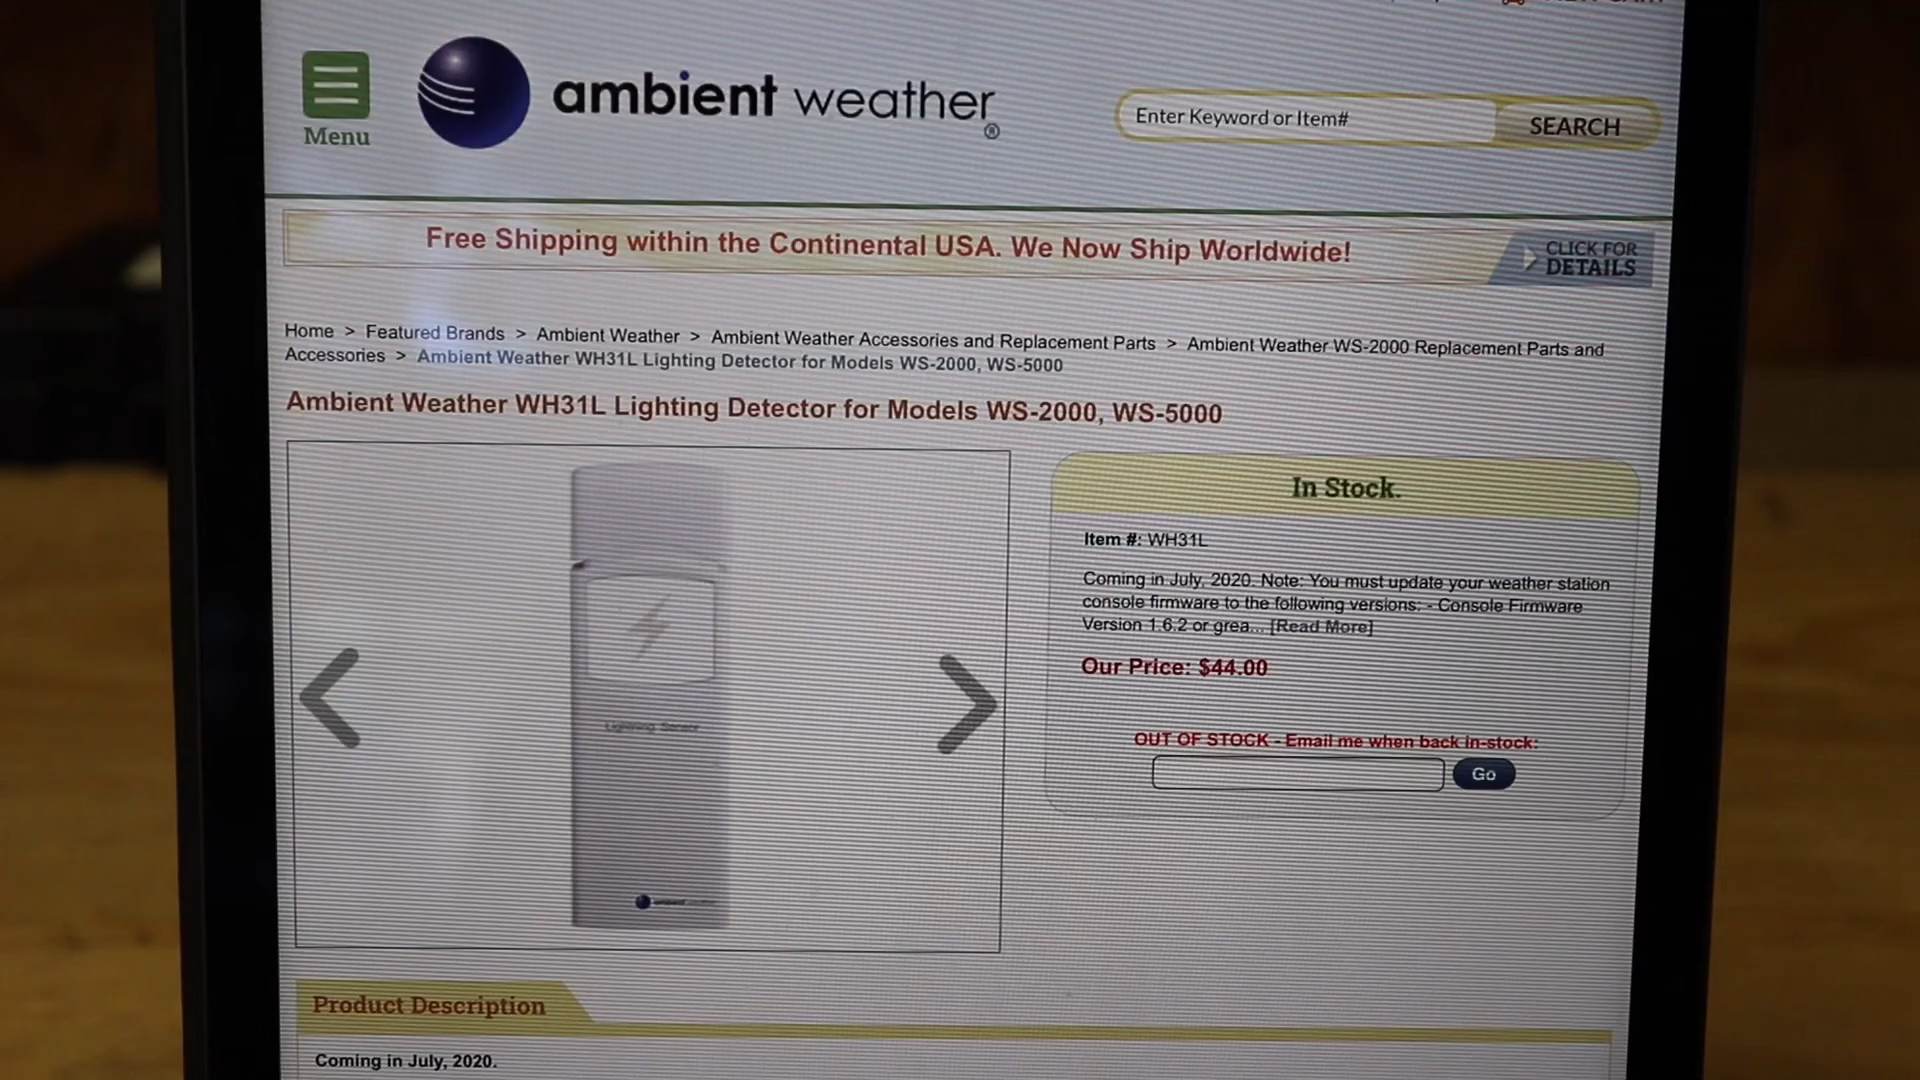 Menu
ambient weather®
Enter Keyword or Item#
SEARCH
Free Shipping within the Continental USA. We Now Ship Worldwide!
CLICK FOR
DETAILS
Home > Featured Brands > Ambient Weather > Ambient Weather Accessories and Replacement Parts > Ambient Weather WS-2000 Replacement Parts and
Accessories > Ambient Weather WH31L Lighting Detector for Models WS-2000, WS-5000
Ambient Weather WH31L Lighting Detector for Models WS-2000, WS-5000
In Stock.
Item #: WH31L
Coming in July, 2020. Note: You must update your weather station
console firmware to the following versions: - Console Firmware
Version 1.6.2 or grea... [Read More]
Our Price: $44.00
Lightning Sensor
OUT OF STOCK - Email me when back in-stock:
Go
ambient weather
Product Description
Coming in July, 2020.